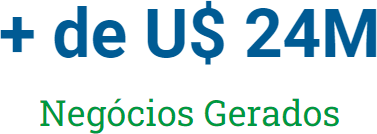 + de U$ 24M
Negócios Gerados